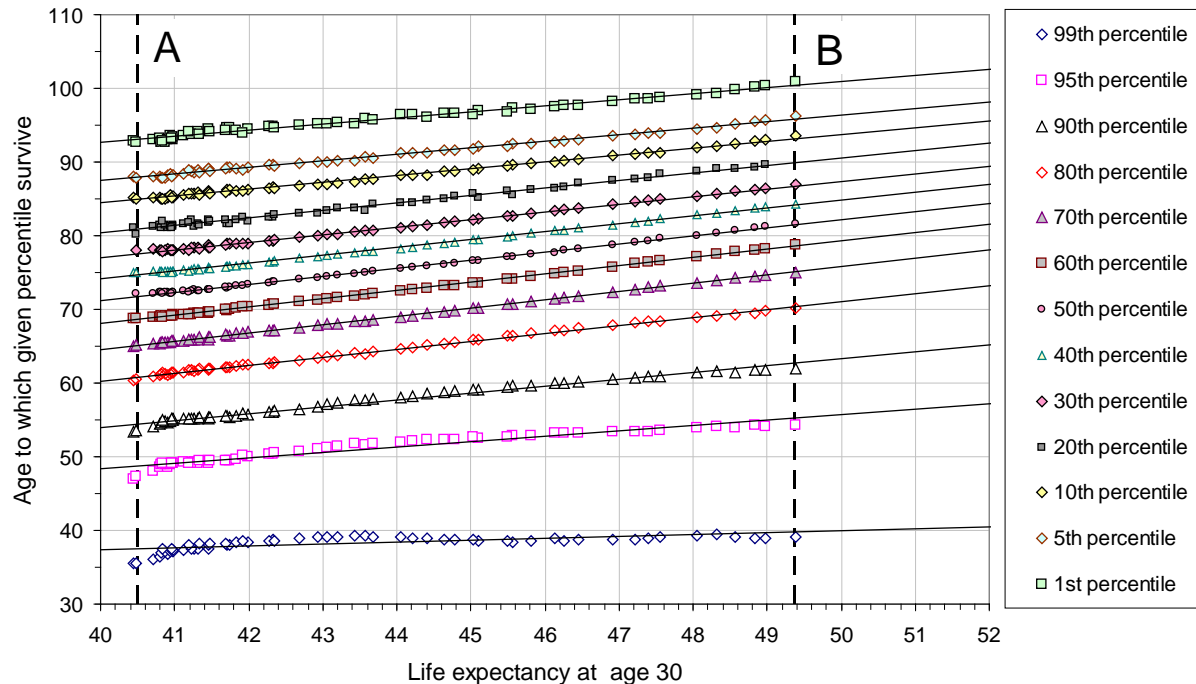 110
100
90
80
70
60
50
40
30
Age to which given percentile survive
A
B
40 41 42 43 44 45 46 47 48 49 50 51 52
Life expectancy at age 30
99th percentile
95th percentile
90th percentile
80th percentile
70th percentile
60th percentile
50th percentile
40th percentile
30th percentile
20th percentile
10th percentile
5th percentile
1st percentile